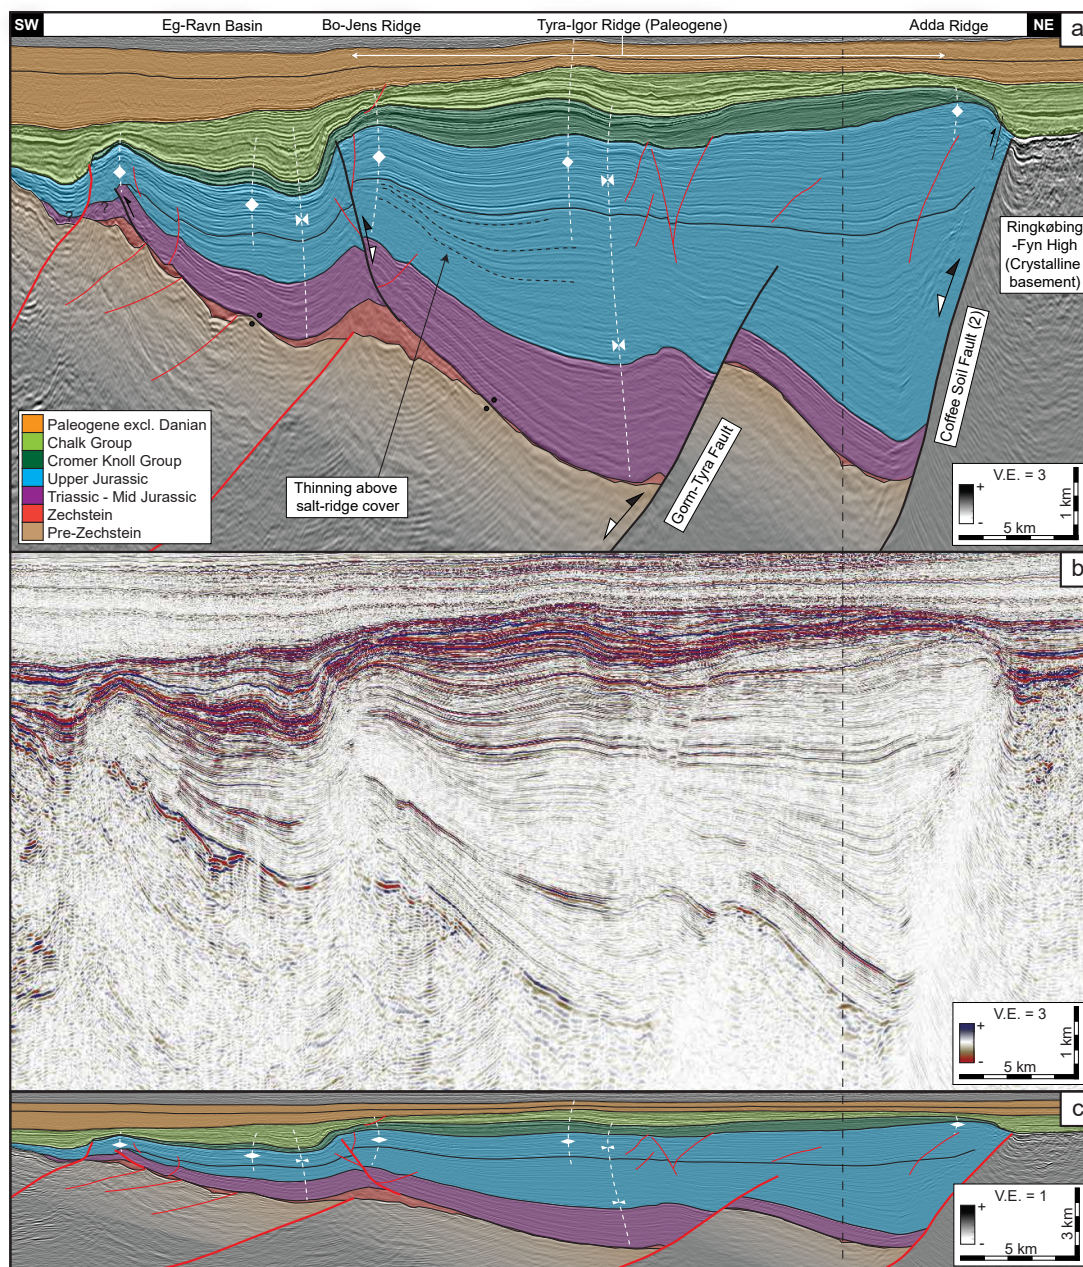 SW
Eg-Ravn Basin
Bo-Jens Ridge
Tyra-Igor Ridge (Paleogene)
Adda Ridge
NE
a
Ringkøbing
-Fyn High
(Crystalline
basement)
Coffee Soil Fault (2)
Gorm-Tyra Fault
Thinning above
salt-ridge cover
?
Paleogene excl. Danian
Chalk Group
Cromer Knoll Group
Upper Jurassic
Triassic - Mid Jurassic
Zechstein
Pre-Zechstein
V.E. = 3
+
-
5 km
1 km
b
V.E. = 3
+
-
5 km
1 km
c
V.E. = 1
+
-
5 km
3 km